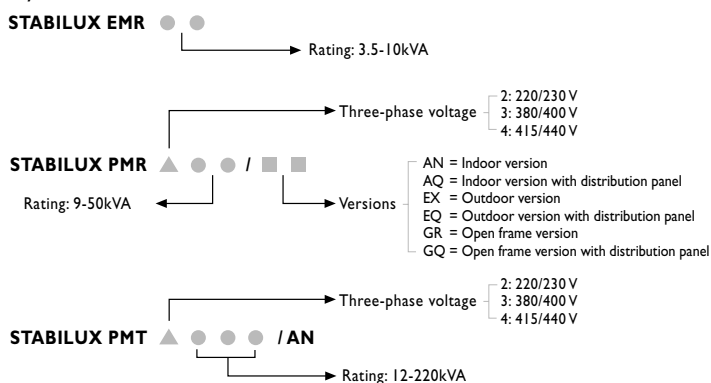 STABILUX EMR
Rating: 3.5-10kVA
Three-phase voltage
2: 220/230 V
3: 380/400 V
4: 415/440 V
STABILUX PMR /
Rating: 9-50kVA
Versions
AN = Indoor version
AQ = Indoor version with distribution panel
EX = Outdoor version
EQ = Outdoor version with distribution panel
GR = Open frame version
GQ = Open frame version with distribution panel
Three-phase voltage
2: 220/230 V
3: 380/400 V
4: 415/440 V
STABILUX PMT / AN
Rating: 12-220kVA